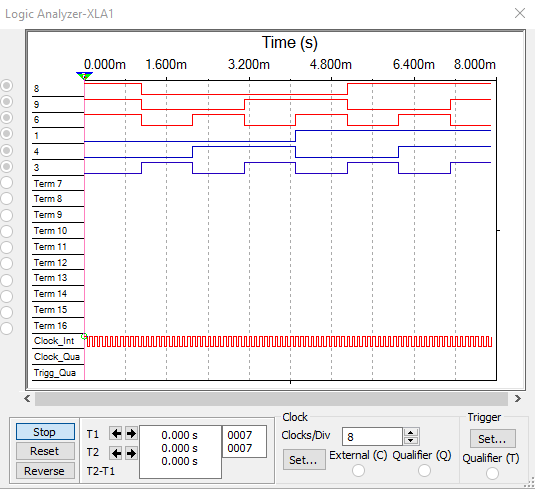 Logic Analyzer-XLA1
Time (s)
0.000m 1.600m 3.200m 4.800m 6.400m 8.000m
8
9
6
1
4
3
Term 7
Term 8
Term 9
Term 10
Term 11
Term 12
Term 13
Term 14
Term 15
Term 16
Clock_Int
Clock_Qua
Trigg_Qua
Stop
Reset
Reverse
T1 0.000 s 0007
T2 0.000 s 0007
T2-T1 0.000 s
Clock
Clocks/Div 8
Set... External (C) Qualifier (Q)
Trigger
Set...
Qualifier (T)